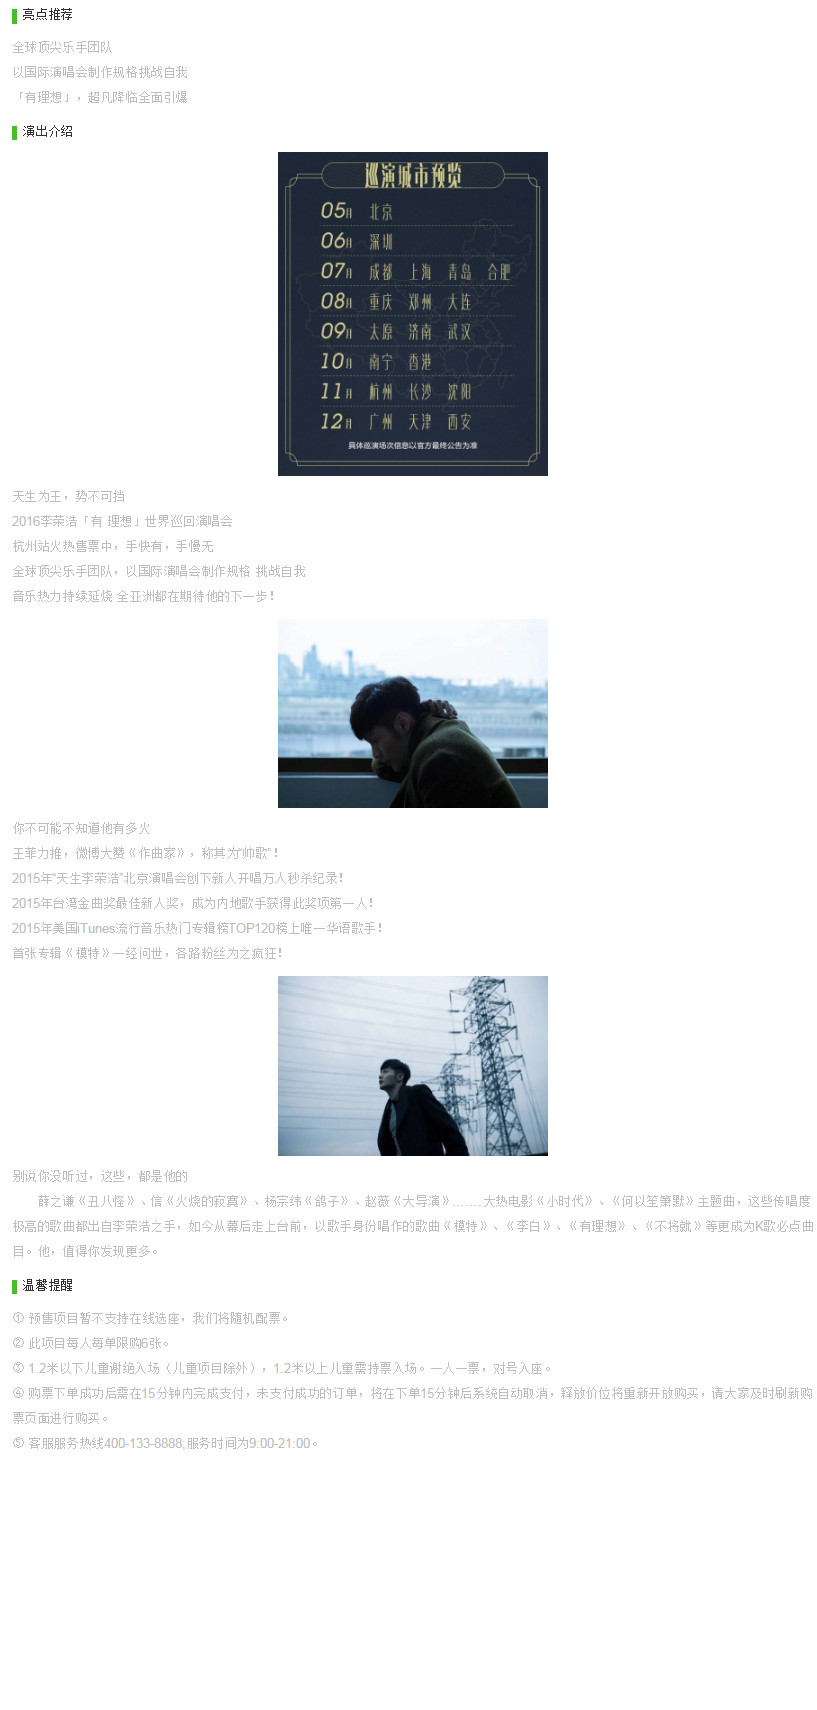 亮点推荐
全球顶尖乐手团队
以国际演唱会制作规格挑战自我
「有理想」，超凡降临全面引爆
演出介绍
巡演城市预览
05月 北京
06月 深圳
07月 成都 上海 青岛 合肥
08月 重庆 郑州 大连
09月 太原 济南 武汉
10月 南宁 香港
11月 杭州 长沙 沈阳
12月 广州 天津 西安
具体巡演场次信息以官方最终公告为准
天生为王，势不可挡
2016李荣浩「有 理想」世界巡回演唱会
杭州站火热售票中，手快有，手慢无
全球顶尖乐手团队，以国际演唱会制作规格 挑战自我
音乐热力持续延烧 全亚洲都在期待他的下一步！
你不可能不知道他有多火
王菲力推，微博大赞《作曲家》，称其为“帅歌”！
2015年“天生李荣浩”北京演唱会创下新人开唱万人秒杀纪录！
2015年台湾金曲奖最佳新人奖，成为内地歌手获得此奖项第一人！
2015年美国iTunes流行音乐热门专辑榜TOP120榜上唯一华语歌手！
首张专辑《模特》一经问世，各路粉丝为之疯狂！
别说你没听过，这些，都是他的
薛之谦《丑八怪》、信《火烧的寂寞》、杨宗纬《鸽子》、赵薇《大导演》……. 大热电影《小时代》、《何以笙箫默》主题曲，这些传唱度
极高的歌曲都出自李荣浩之手，如今从幕后走上台前，以歌手身份唱作的歌曲《模特》、《李白》、《有理想》、《不将就》等更成为K歌必点曲
目。他，值得你发现更多。
温馨提醒
① 预售项目暂不支持在线选座，我们将随机配票。
② 此项目每人每单限购6张。
③ 1.2米以下儿童谢绝入场（儿童项目除外），1.2米以上儿童需持票入场。一人一票，对号入座。
④ 购票下单成功后需在15分钟内完成支付，未支付成功的订单，将在下单15分钟后系统自动取消，释放价位将重新开放购买，请大家及时刷新购
票页面进行购买。
⑤ 客服服务热线400-133-8888;服务时间为9:00-21:00。